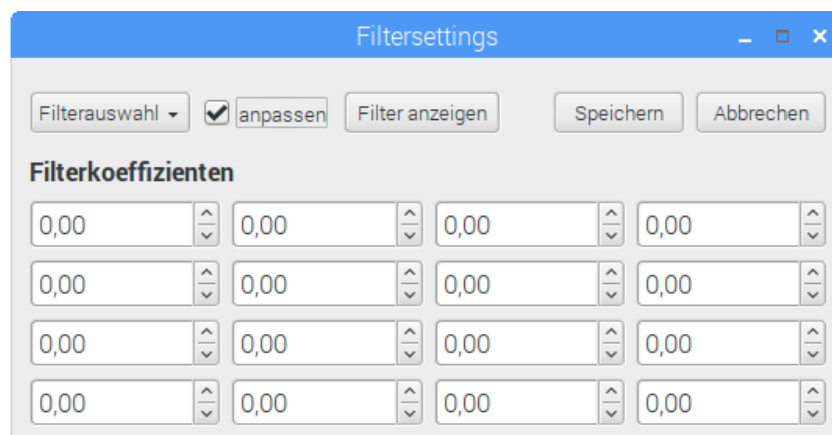 Filtersettings
Filterauswahl anpassen Filter anzeigen Speichern Abbrechen
Filterkoeffizienten
0,00 0,00 0,00 0,00
0,00 0,00 0,00 0,00
0,00 0,00 0,00 0,00
0,00 0,00 0,00 0,00